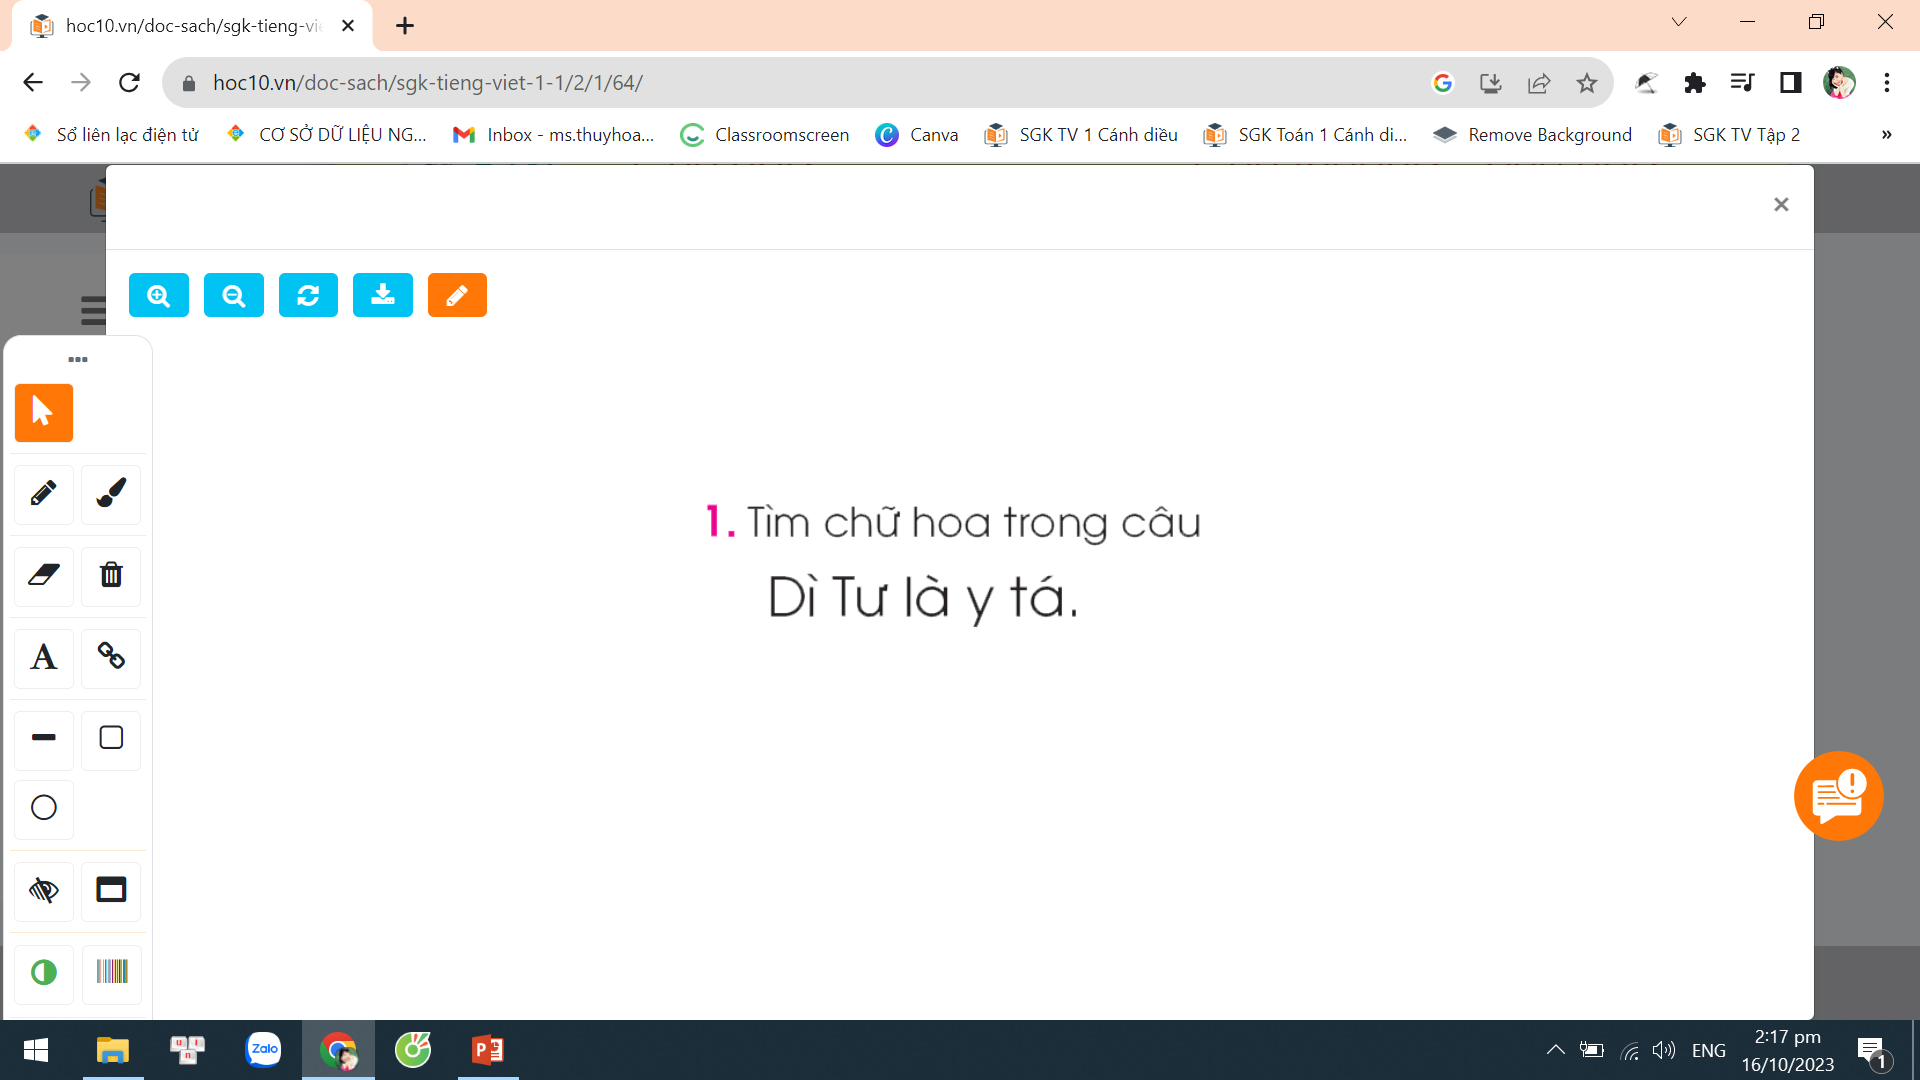 hoc10.vn/doc-sach/sgk-tieng-vi
hoc10.vn/doc-sach/sgk-tieng-viet-1-1/2/1/64/
Sổ liên lạc điện tử
CƠ SỞ DỮ LIỆU NG...
Inbox - ms.thuyhoa...
Classroomscreen
Canva
SGK TV 1 Cánh diều
SGK Toán 1 Cánh di...
Remove Background
SGK TV Tập 2
»
1. Tìm chữ hoa trong câu
Dì Tư là y tá.
A
u i n
Zalo
ENG
2:17 pm
16/10/2023
1